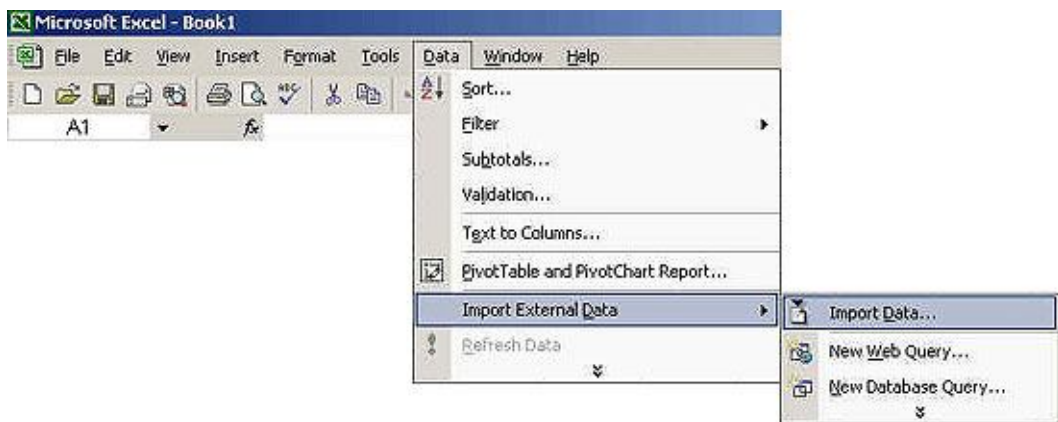 Microsoft Excel - Book1
File Edit View Insert Format Tools Data Window Help
A1 fx
Sort...
Filter
Subtotals...
Validation...
Text to Columns...
PivotTable and PivotChart Report...
Import External Data
Refresh Data
Import Data...
New Web Query...
New Database Query...